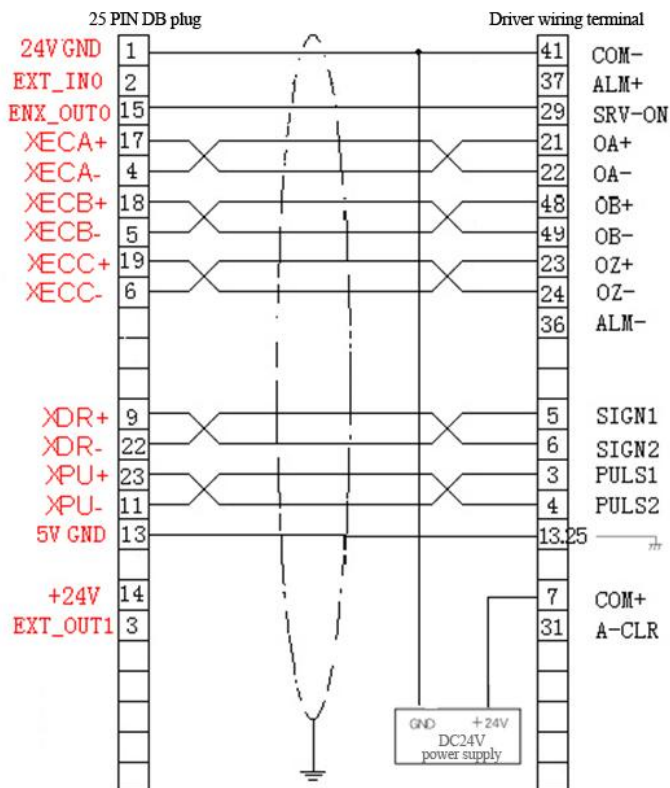 25 PIN DB plug Driver wiring terminal
24V GND 1 41 COM-
EXT_IN0 2 37 ALM+
ENX_OUT0 15 29 SRV-ON
XECA+ 17 21 OA+
XECA- 4 22 OA-
XECB+ 18 48 OB+
XECB- 5 49 OB-
XECC+ 19 23 OZ+
XECC- 6 24 OZ-
36 ALM-
XDR+ 9 5 SIGN1
XDR- 22 6 SIGN2
XPU+ 23 3 PULS1
XPU- 11 4 PULS2
5V GND 13 13.25
+24V 14 7 COM+
EXT_OUT1 3 31 A-CLR
GND +24V
DC24V
power supply